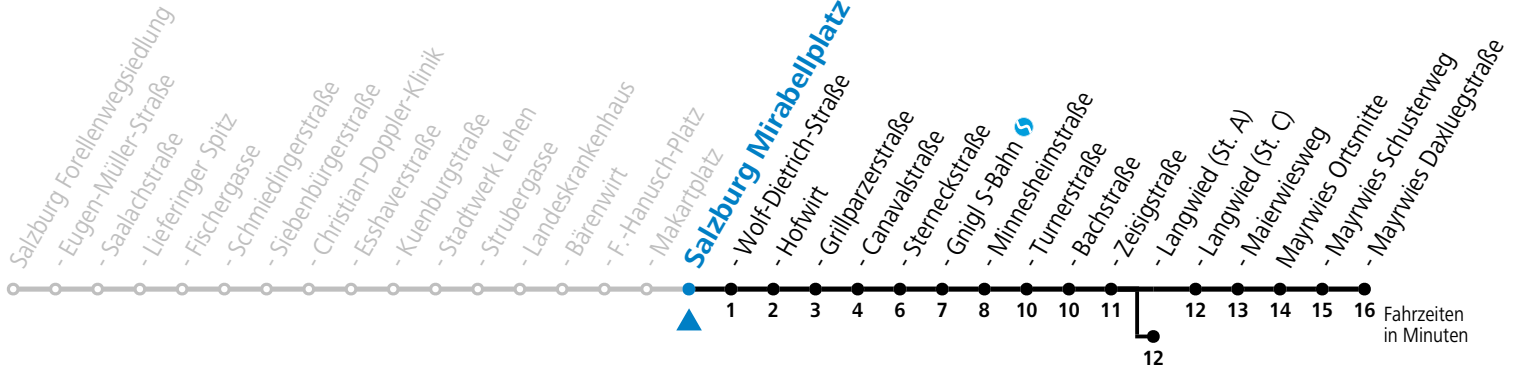 Salzburg Forellenwegsiedlung
- Eugen-Müller-Straße
- Saalachstraße
- Lieferinger Spitz
- Fischergasse
- Schmiedingerstraße
- Siebenbürgerstraße
- Christian-Doppler-Klinik
- Esshaverstraße
- Kuenburgstraße
- Stadtwerk Lehen
- Strubergasse
- Landeskrankenhaus
- Bärenwirt
- F.-Hanusch-Platz
- Makartplatz
Salzburg Mirabellplatz
- Wolf-Dietrich-Straße
- Hofwirt
- Grillparzerstraße
- Canavalstraße
- Sterneckstraße
- Gnigl S-Bahn
- Minnesheimstraße
- Turnerstraße
- Bachstraße
- Zeisigstraße
- Langwied (St. A)
- Langwied (St. C)
- Maierwiesweg
Mayrwies Ortsmitte
- Mayrwies Schusterweg
- Mayrwies Daxluegstraße
1 2 3 4 6 7 8 10 10 11 12 13 14 15 16
Fahrzeiten
in Minuten
12